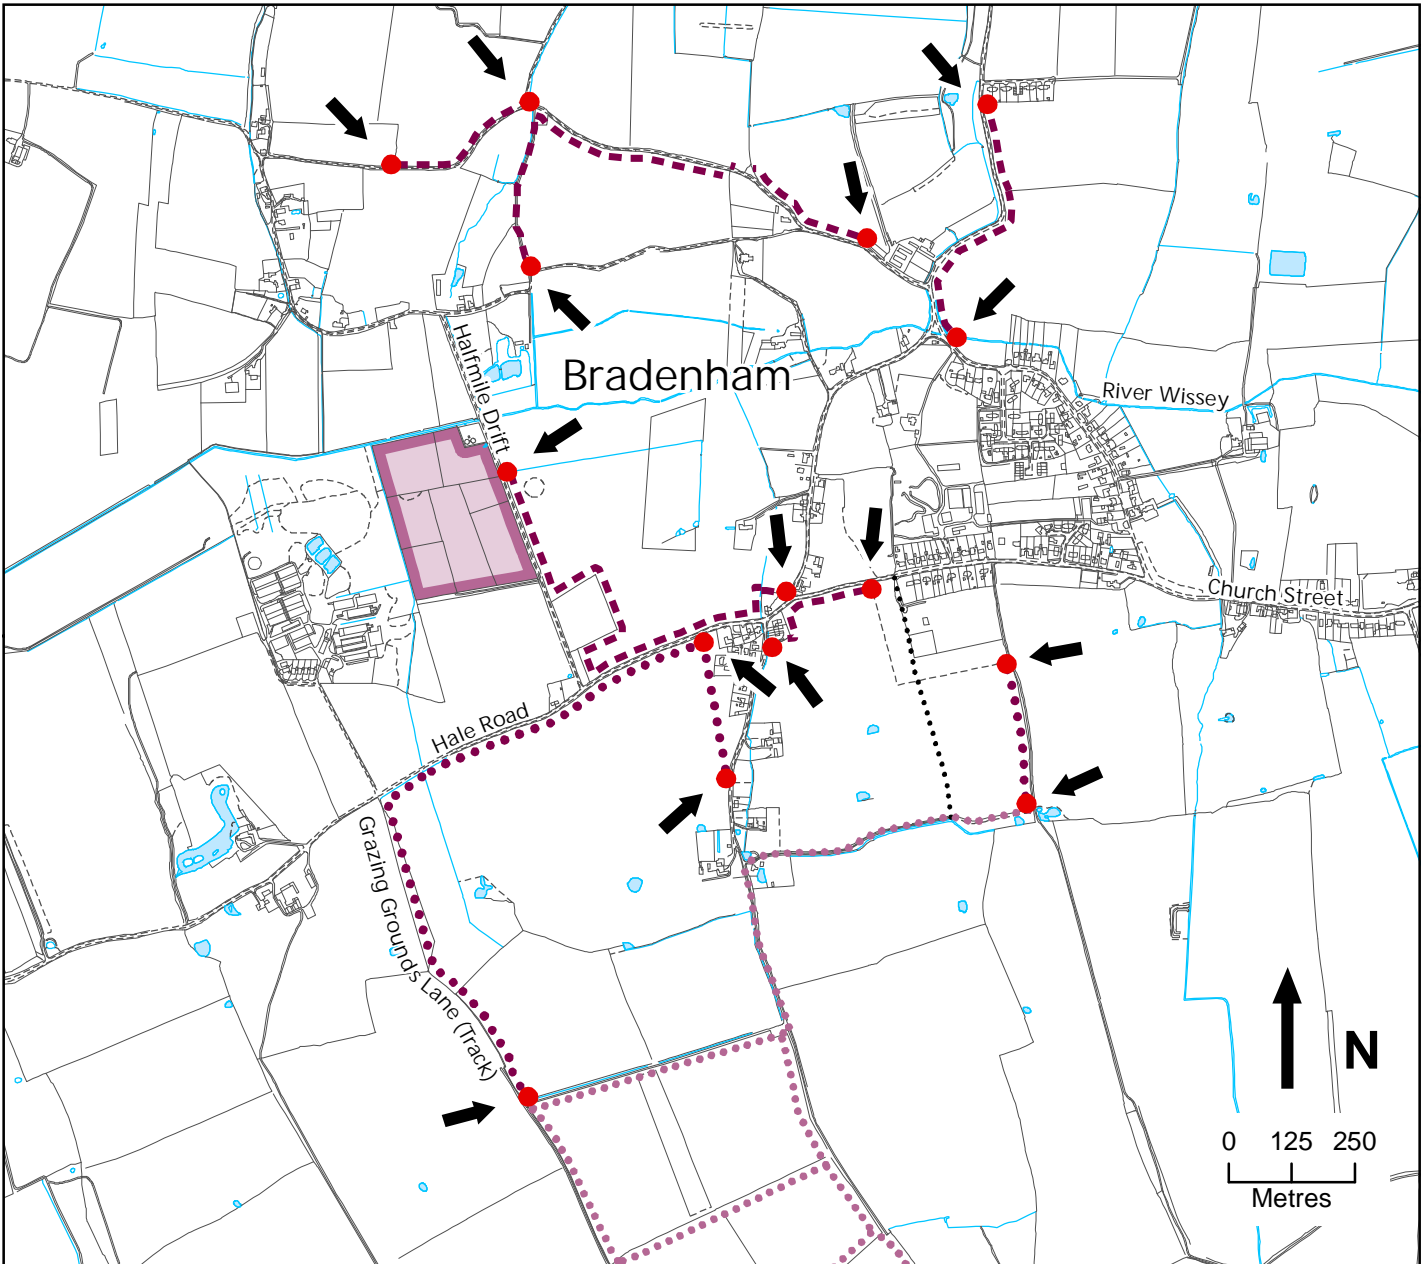 Halfmile Drift
Bradenham
River Wissey
Church Street
Hale Road
Grazing Grounds Lane (Track)
N
0 125 250
Metres